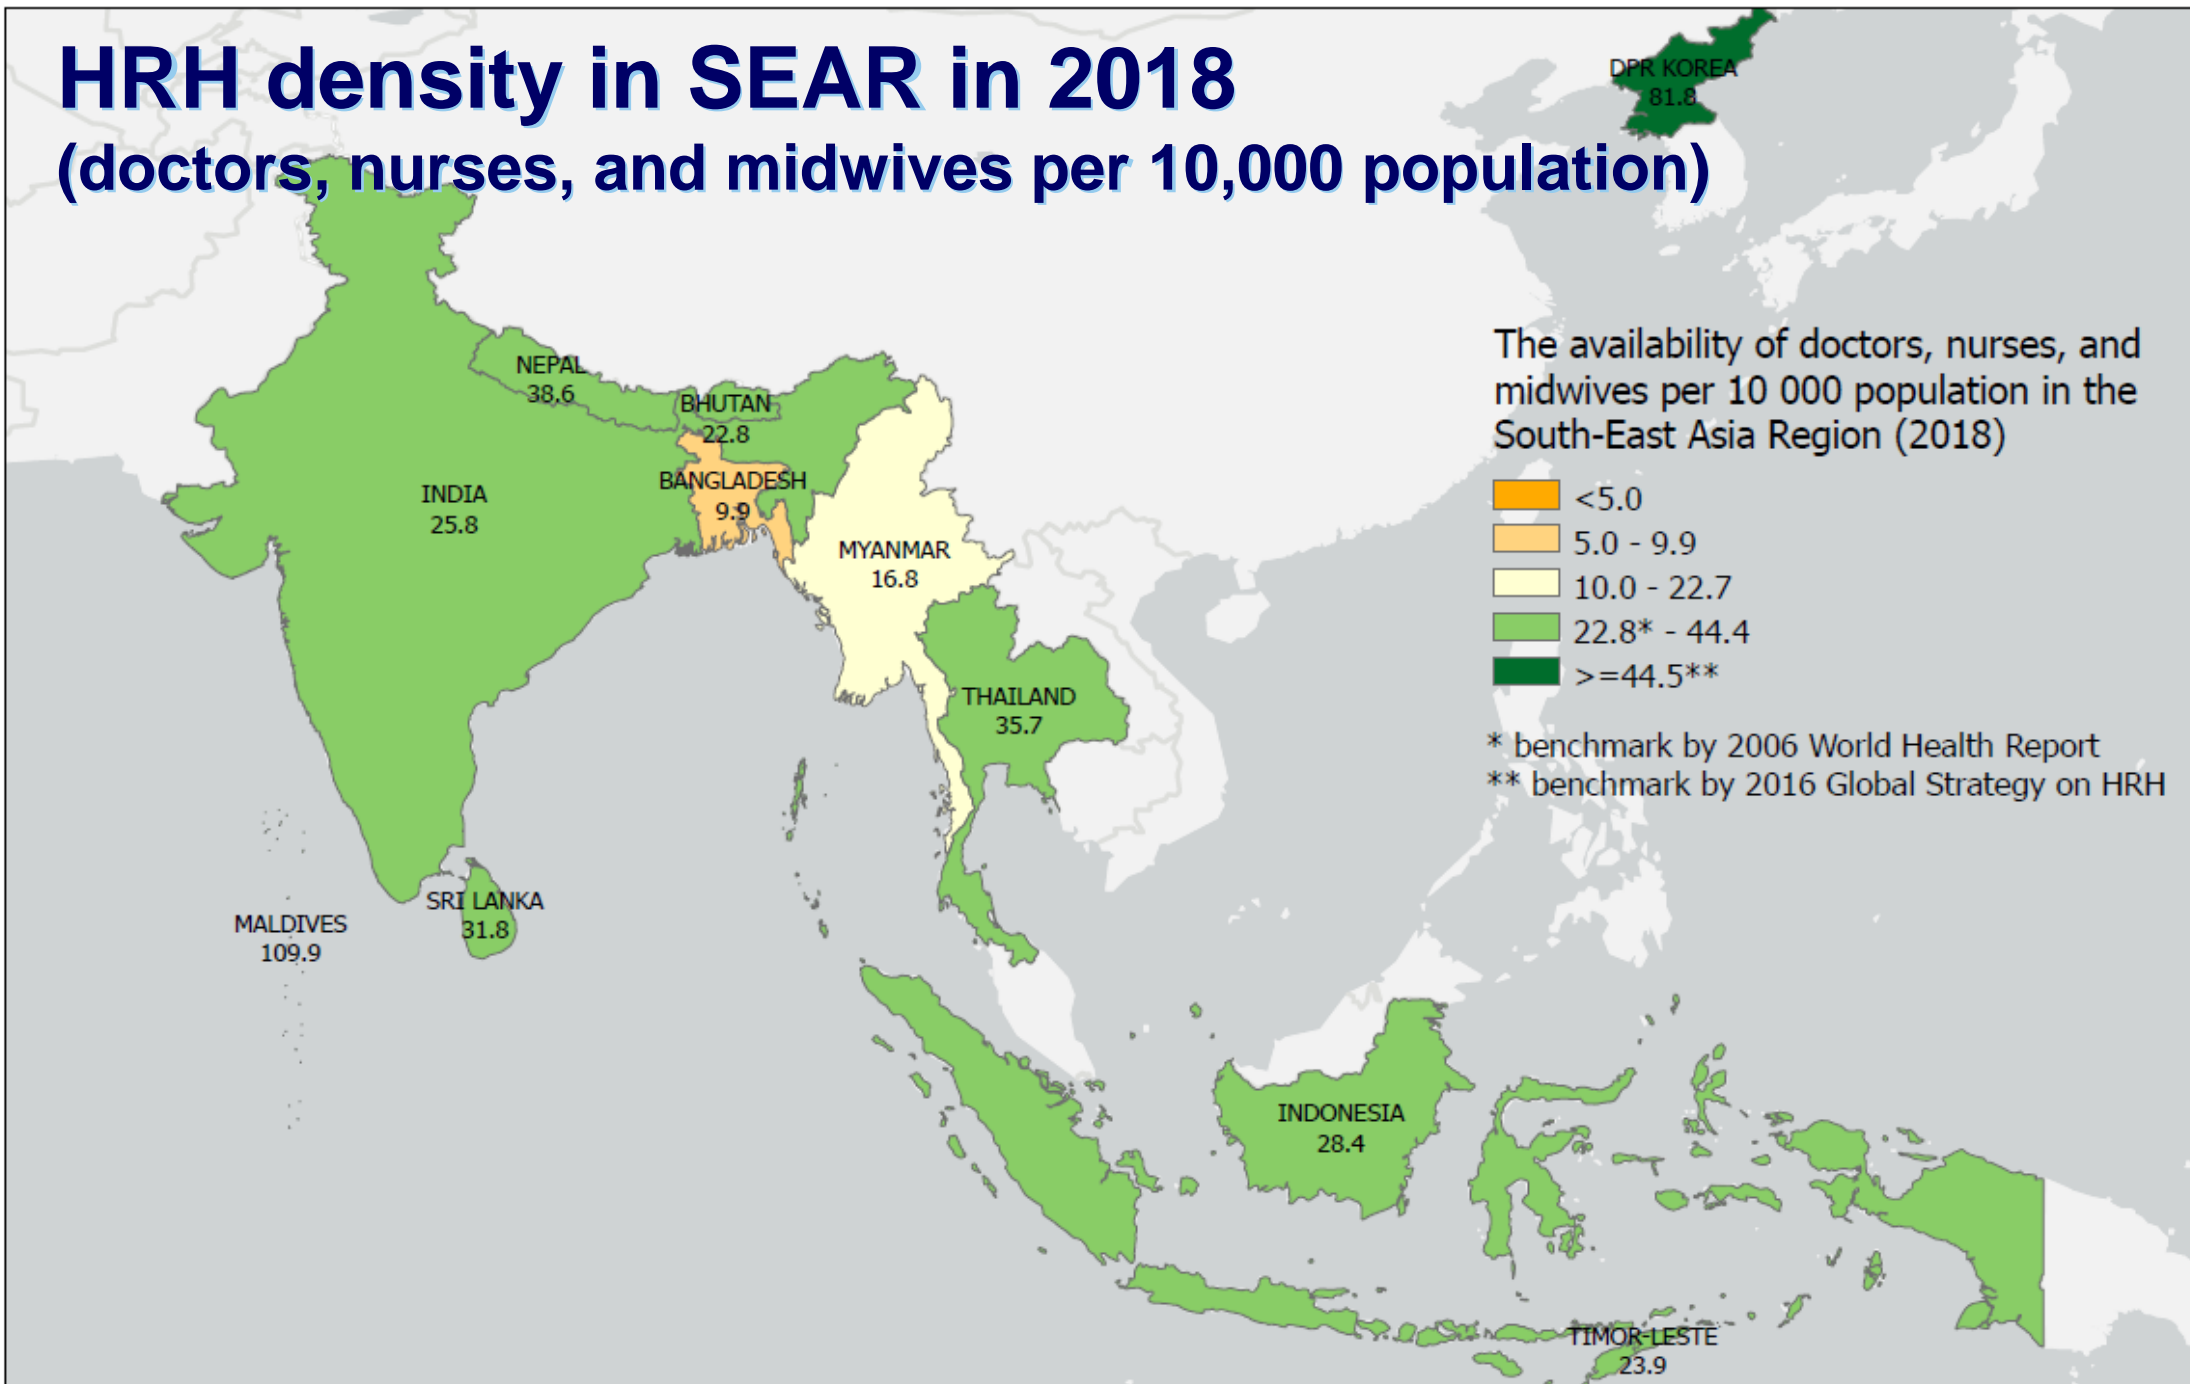 HRH density in SEAR in 2018
(doctors, nurses, and midwives per 10,000 population)
DPR KOREA
81.8
The availability of doctors, nurses, and
midwives per 10 000 population in the
South-East Asia Region (2018)
<5.0
5.0 - 9.9
10.0 - 22.7
22.8* - 44.4
>=44.5**
* benchmark by 2006 World Health Report
** benchmark by 2016 Global Strategy on HRH
NEPAL
38.6
BHUTAN
22.8
BANGLADESH
9.9
INDIA
25.8
MYANMAR
16.8
THAILAND
35.7
SRI LANKA
31.8
MALDIVES
109.9
INDONESIA
28.4
TIMOR-LESTE
23.9